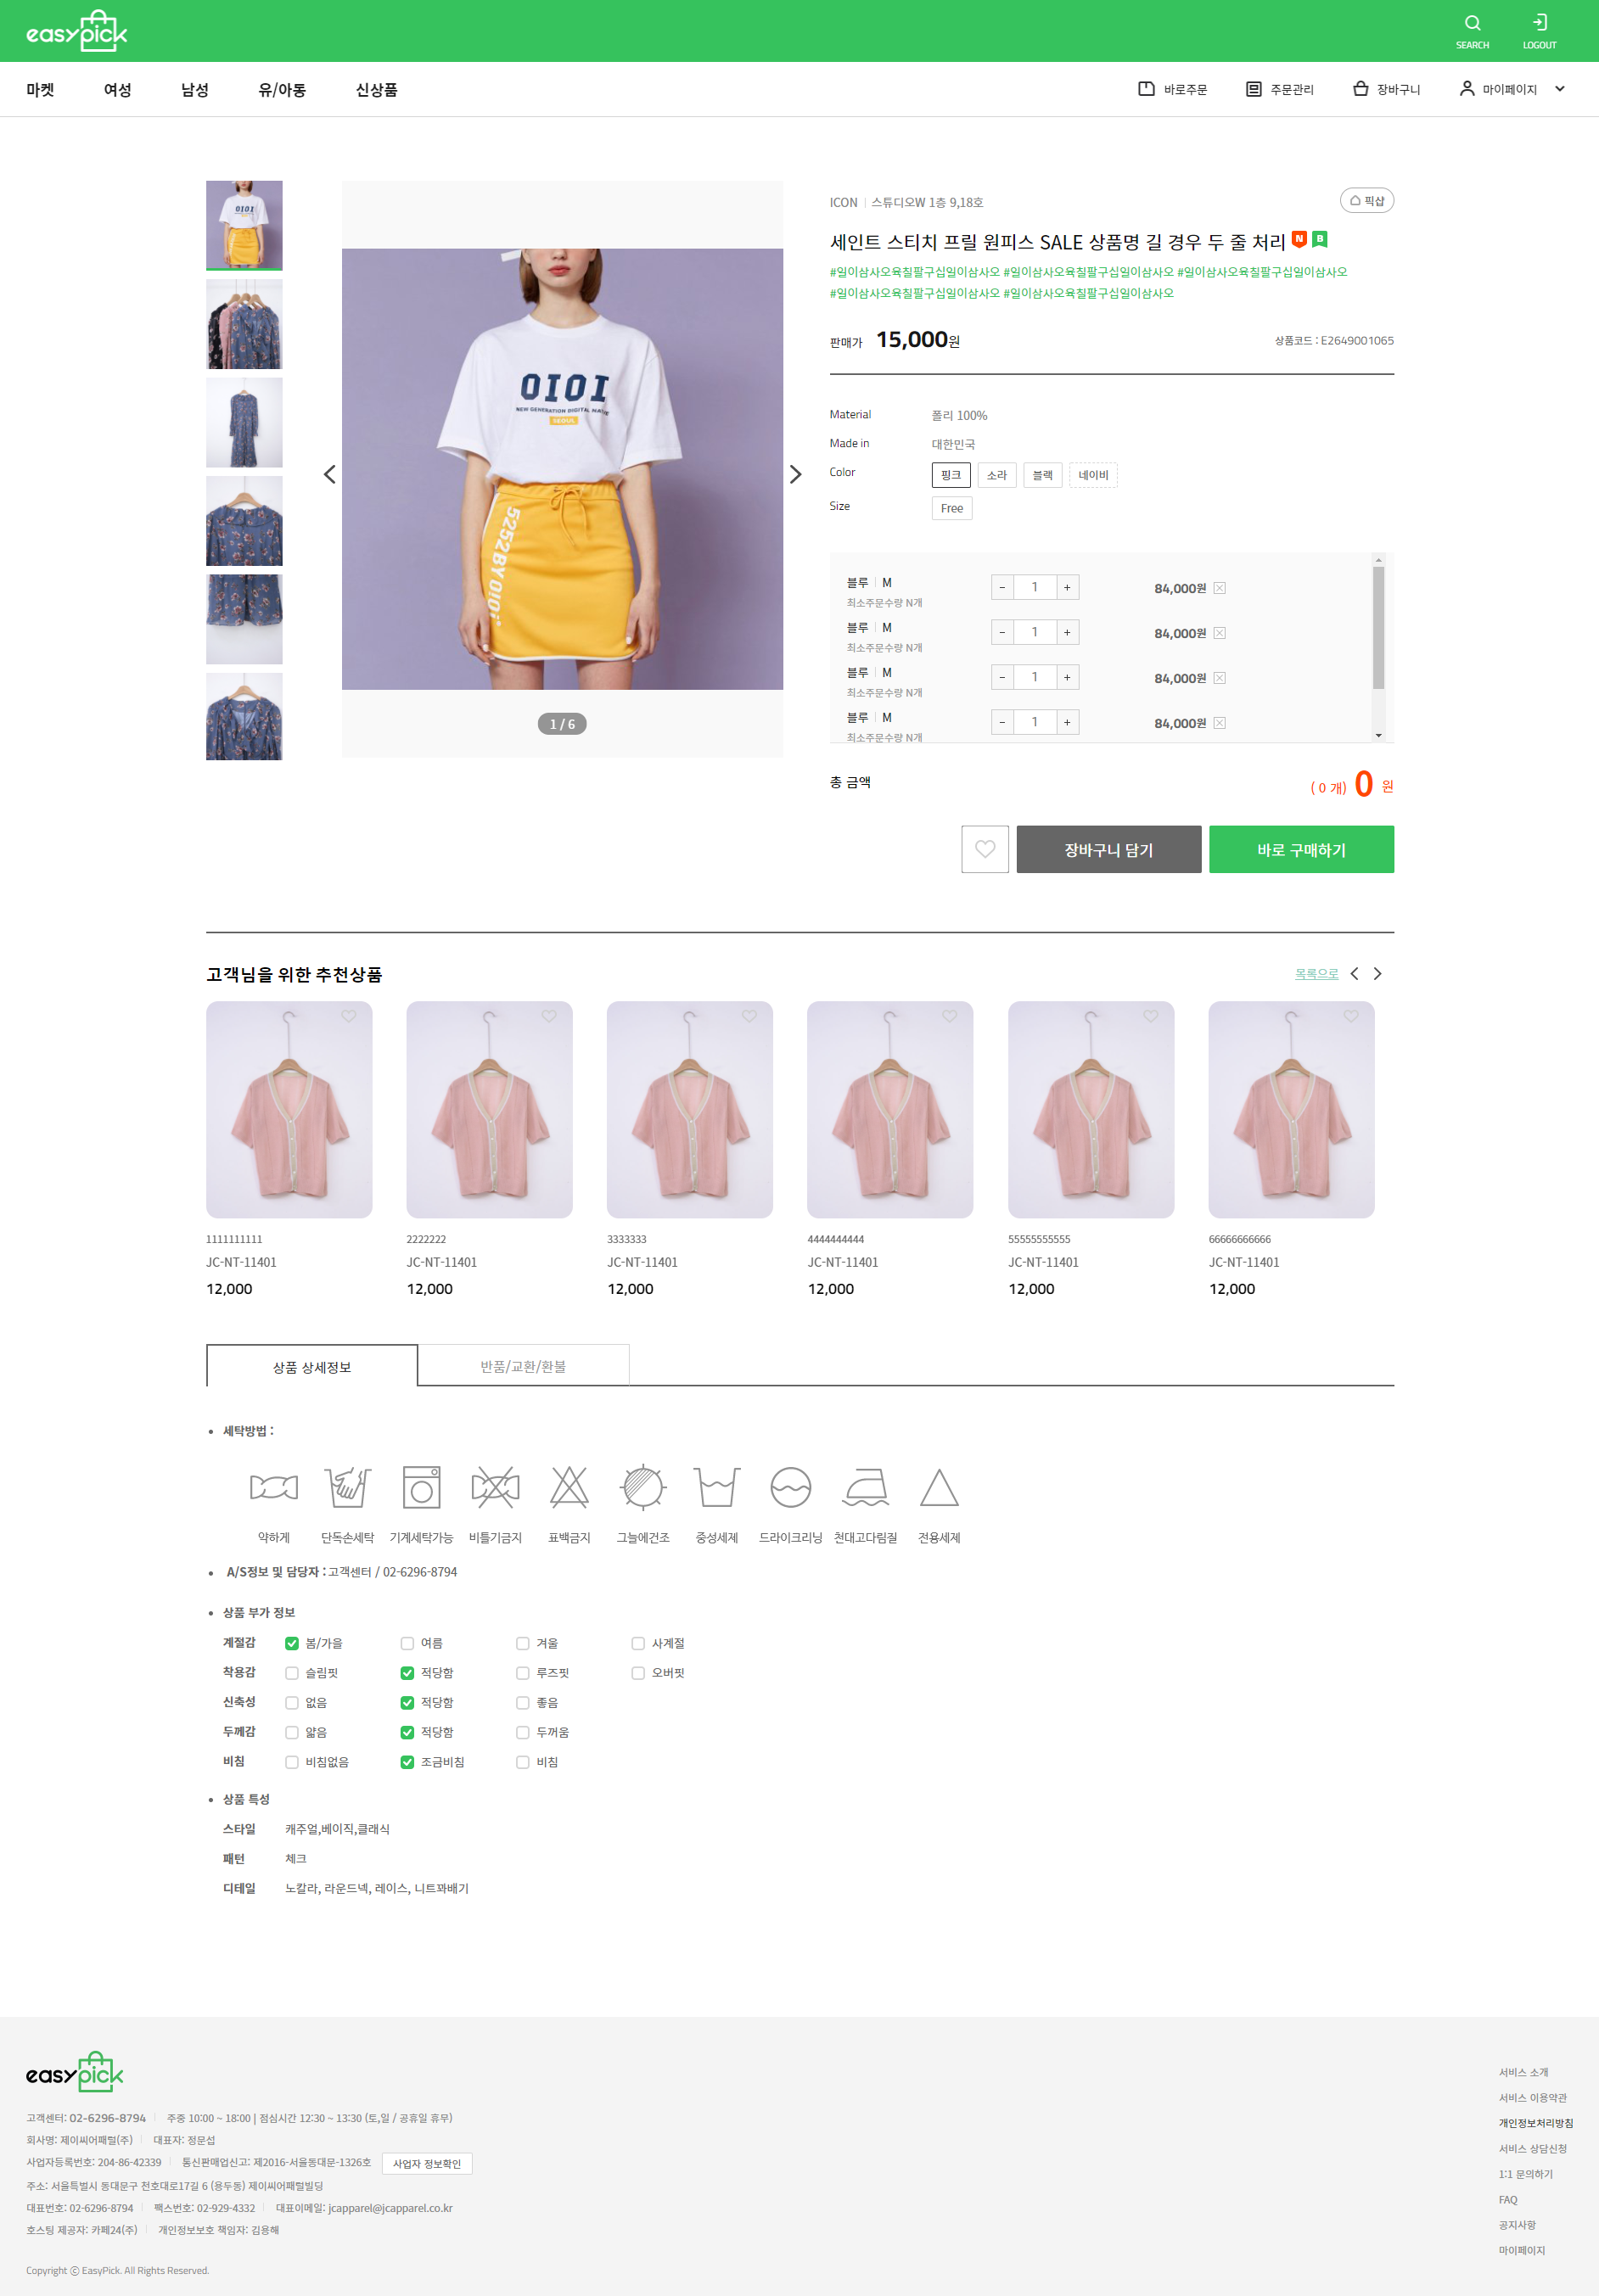 easypick
SEARCH
LOGOUT
마켓 여성 남성 유/아동 신상품
바로주문 주문관리 장바구니 마이페이지
OIOI
NEW GENERATION DIGITAL NATIVE
SEOUL
5252BYOIOI
1 / 6
ICON 스튜디오W 1층 9,18호
픽샵
세인트 스티치 프릴 원피스 SALE 상품명 길 경우 두 줄 처리 N B
#일이삼사오육칠팔구십일이삼사오 #일이삼사오육칠팔구십일이삼사오 #일이삼사오육칠팔구십일이삼사오
#일이삼사오육칠팔구십일이삼사오 #일이삼사오육칠팔구십일이삼사오
판매가 15,000원
상품코드 : E2649001065
Material 폴리 100%
Made in 대한민국
Color 핑크 소라 블랙 네이비
Size Free
블루 M - 1 + 84,000원
최소주문수량 N개
블루 M - 1 + 84,000원
최소주문수량 N개
블루 M - 1 + 84,000원
최소주문수량 N개
블루 M - 1 + 84,000원
최소주문수량 N개
총 금액 ( 0 개) 0 원
장바구니 담기 바로 구매하기
고객님을 위한 추천상품
목록으로
1111111111 2222222 3333333 4444444444 55555555555 66666666666
JC-NT-11401 JC-NT-11401 JC-NT-11401 JC-NT-11401 JC-NT-11401 JC-NT-11401
12,000 12,000 12,000 12,000 12,000 12,000
상품 상세정보 반품/교환/환불
• 세탁방법 :
약하게 단독손세탁 기계세탁가능 비틀기금지 표백금지 그늘에건조 중성세제 드라이크리닝 천대고다림질 전용세제
• A/S정보 및 담당자 : 고객센터 / 02-6296-8794
• 상품 부가 정보
계절감 봄/가을 여름 겨울 사계절
착용감 슬림핏 적당함 루즈핏 오버핏
신축성 없음 적당함 좋음
두께감 얇음 적당함 두꺼움
비침 비침없음 조금비침 비침
• 상품 특성
스타일 캐주얼,베이직,클래식
패턴 체크
디테일 노칼라, 라운드넥, 레이스, 니트꽈배기
easypick
고객센터: 02-6296-8794 주중 10:00 ~ 18:00 | 점심시간 12:30 ~ 13:30 (토,일 / 공휴일 휴무)
회사명: 제이씨어패럴(주) 대표자: 정문섭
사업자등록번호: 204-86-42339 통신판매업신고: 제2016-서울동대문-1326호 사업자 정보확인
주소: 서울특별시 동대문구 천호대로17길 6 (용두동) 제이씨어패럴빌딩
대표번호: 02-6296-8794 팩스번호: 02-929-4332 대표이메일: jcapparel@jcapparel.co.kr
호스팅 제공자: 카페24(주) 개인정보보호 책임자: 김용해
Copyright ⓒ EasyPick. All Rights Reserved.
서비스 소개
서비스 이용약관
개인정보처리방침
서비스 상담신청
1:1 문의하기
FAQ
공지사항
마이페이지